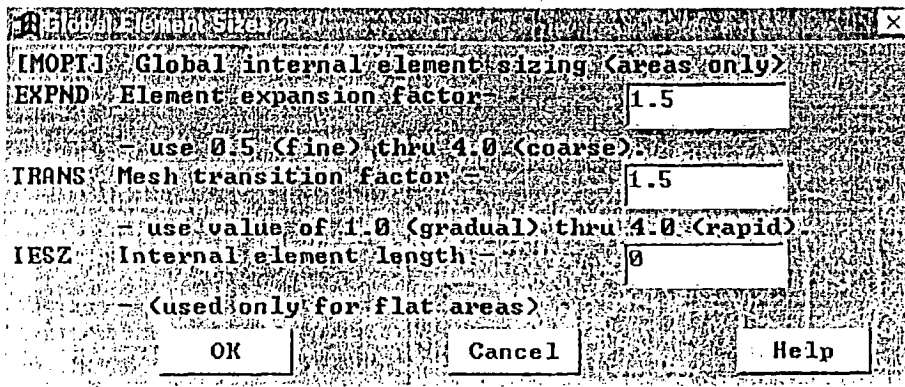 Global Element Sizes
[MOPT] Global internal element sizing (areas only)
EXPND Element expansion factor- 1.5
- use 0.5 (fine) thru 4.0 (coarse).
TRANS Mesh transition factor - 1.5
- use value of 1.0 (gradual) thru 4.0 (rapid).
IESZ Internal element length - 0
- (used only for flat areas)
OK Cancel Help